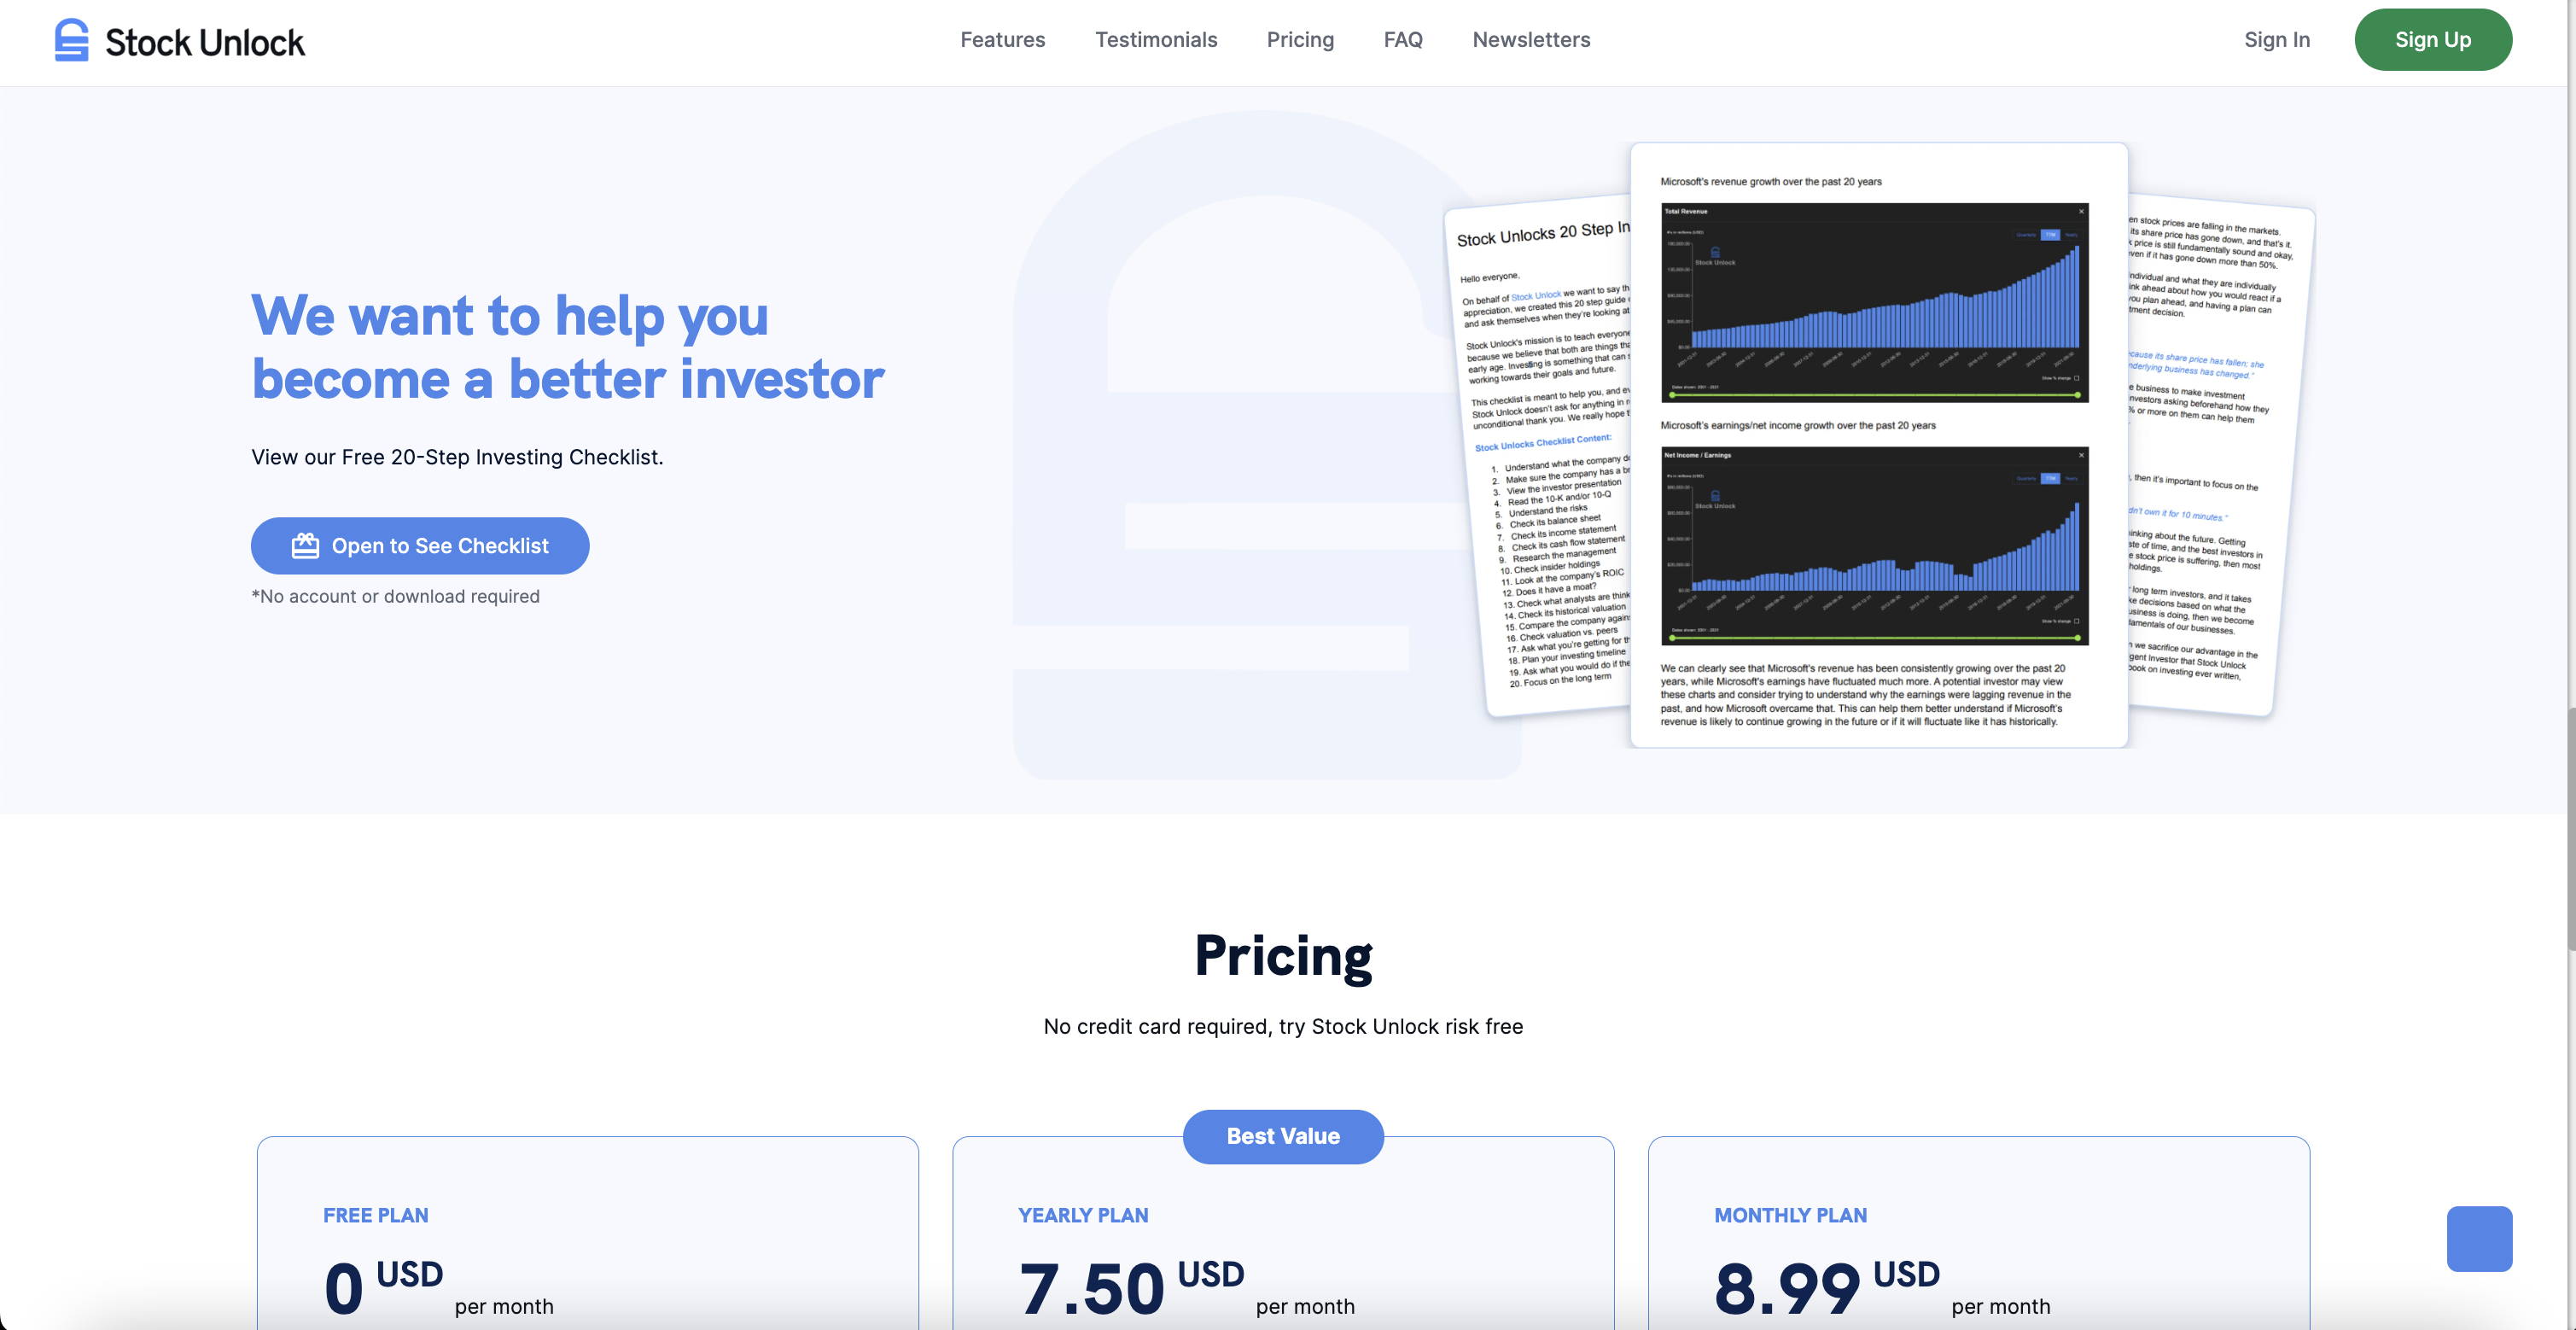 Stock Unlock
Features
Testimonials
Pricing
FAQ
Newsletters
Sign In
Sign Up
We want to help you
become a better investor
View our Free 20-Step Investing Checklist.
Open to See Checklist
*No account or download required
Stock Unlocks 20 Step In
Hello everyone,
On behalf of Stock Unlock we want to say th
appreciation, we created this 20 step guide
and ask themselves when they're looking at
Stock Unlock's mission is to teach everyone
because we believe that both are things tha
early age. Investing is something that can
working towards their goals and future.
This checklist is meant to help you, and ev
Stock Unlock doesn't ask for anything in r
unconditional thank you. We really hope t
Stock Unlocks Checklist Content:
1. Understand what the company do
2. Make sure the company has a br
3. View the investor presentation
4. Read the 10-K and/or 10-Q
5. Understand the risks
6. Check its balance sheet
7. Check its income statement
8. Check its cash flow statement
9. Research the management
10. Check insider holdings
11. Look at the company's ROIC
12. Does it have a moat?
13. Check what analysts are think
14. Check its historical valuation
15. Compare the company again
16. Check valuation vs. peers
17. Ask what you're getting for th
18. Plan your investing timeline
19. Ask what you would do if the
20. Focus on the long term
Microsoft's revenue growth over the past 20 years
Total Revenue
Quarterly TTM Yearly
Stock Unlock
Show % change
Dates shown: 2001 - 2021
Microsoft's earnings/net income growth over the past 20 years
Net Income / Earnings
Quarterly TTM Yearly
Stock Unlock
Show % change
Dates shown: 2001 - 2021
We can clearly see that Microsoft's revenue has been consistently growing over the past 20
years, while Microsoft's earnings have fluctuated much more. A potential investor may view
these charts and consider trying to understand why the earnings were lagging revenue in the
past, and how Microsoft overcame that. This can help them better understand if Microsoft's
revenue is likely to continue growing in the future or if it will fluctuate like it has historically.
en stock prices are falling in the markets.
its share price has gone down, and that's it.
k price is still fundamentally sound and okay,
ven if it has gone down more than 50%.
ndividual and what they are individually
ink ahead about how you would react if a
you plan ahead, and having a plan can
tment decision.
cause its share price has fallen; she
nderlying business has changed."
e business to make investment
nvestors asking beforehand how they
% or more on them can help them
, then it's important to focus on the
dn't own it for 10 minutes."
inking about the future. Getting
ste of time, and the best investors in
e stock price is suffering, then most
holdings.
long term investors, and it takes
ke decisions based on what the
usiness is doing, then we become
lamentals of our businesses.
n we sacrifice our advantage in the
gent Investor that Stock Unlock
book on investing ever written,
Pricing
No credit card required, try Stock Unlock risk free
Best Value
FREE PLAN
0 USD per month
YEARLY PLAN
7.50 USD per month
MONTHLY PLAN
8.99 USD per month